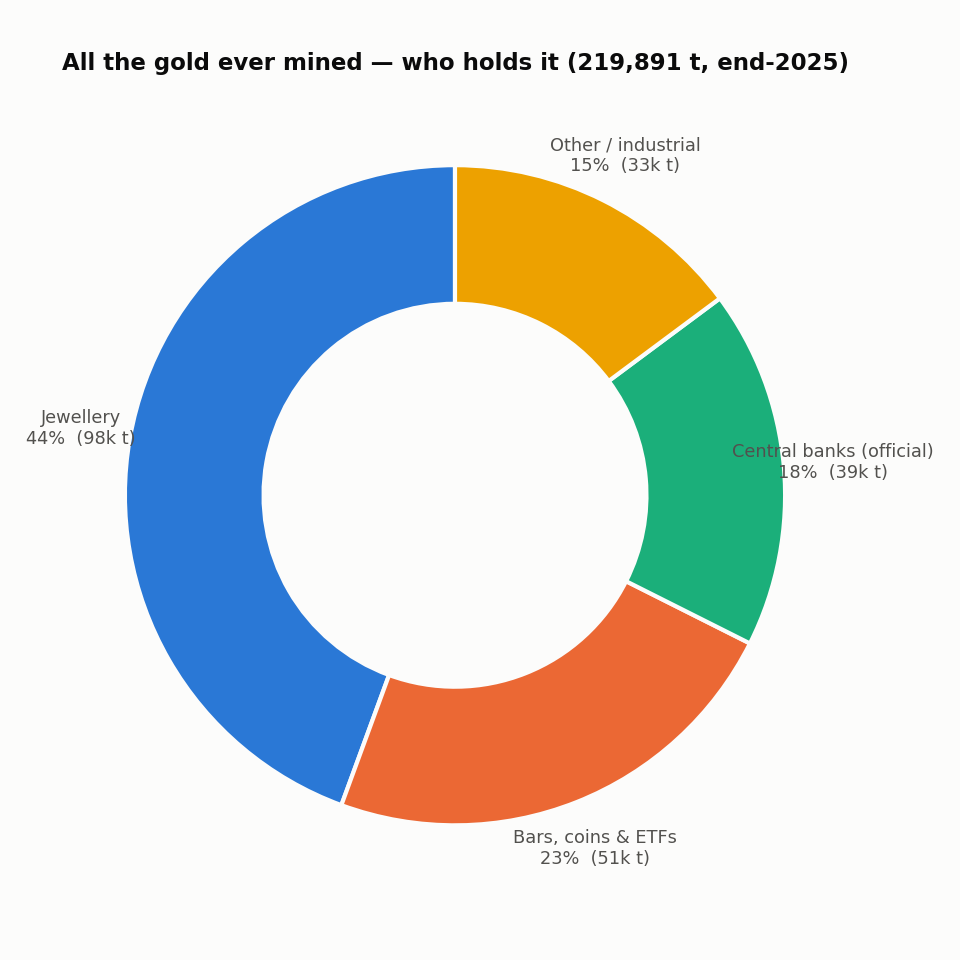 All the gold ever mined — who holds it (219,891 t, end-2025)
Other / industrial
15%  (33k t)
Jewellery
44%  (98k t)
Central banks (official)
18%  (39k t)
Bars, coins & ETFs
23%  (51k t)